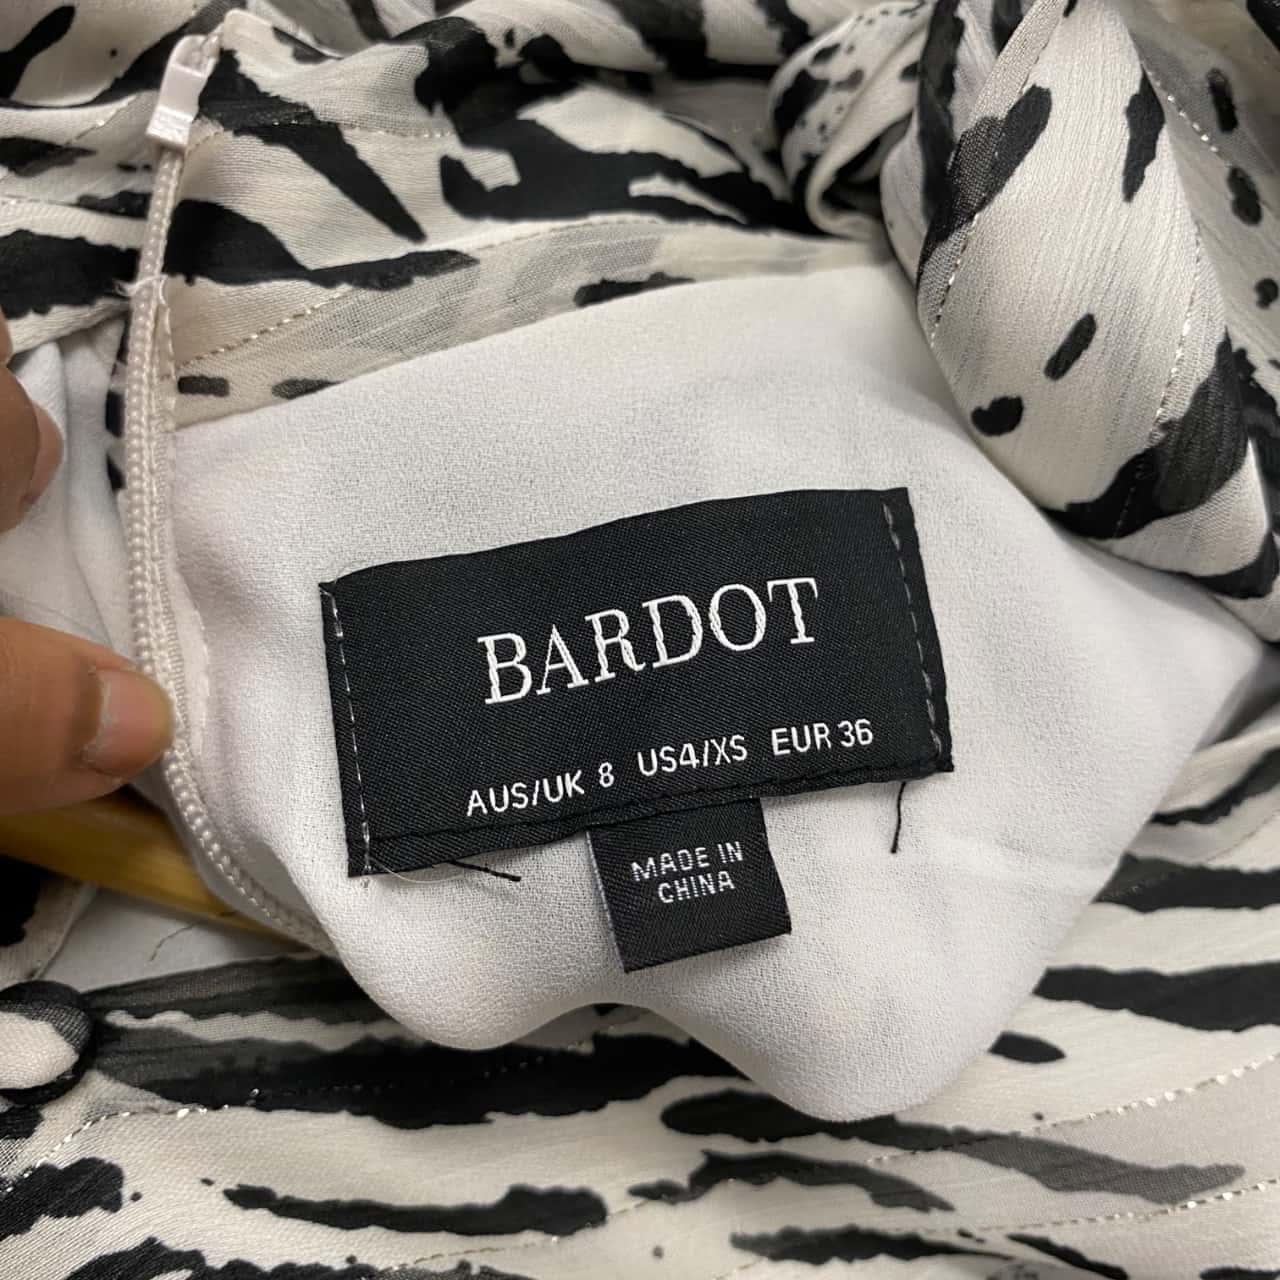 BARDOT
AUS/UK 8 US4/XS EUR 36
MADE IN
CHINA